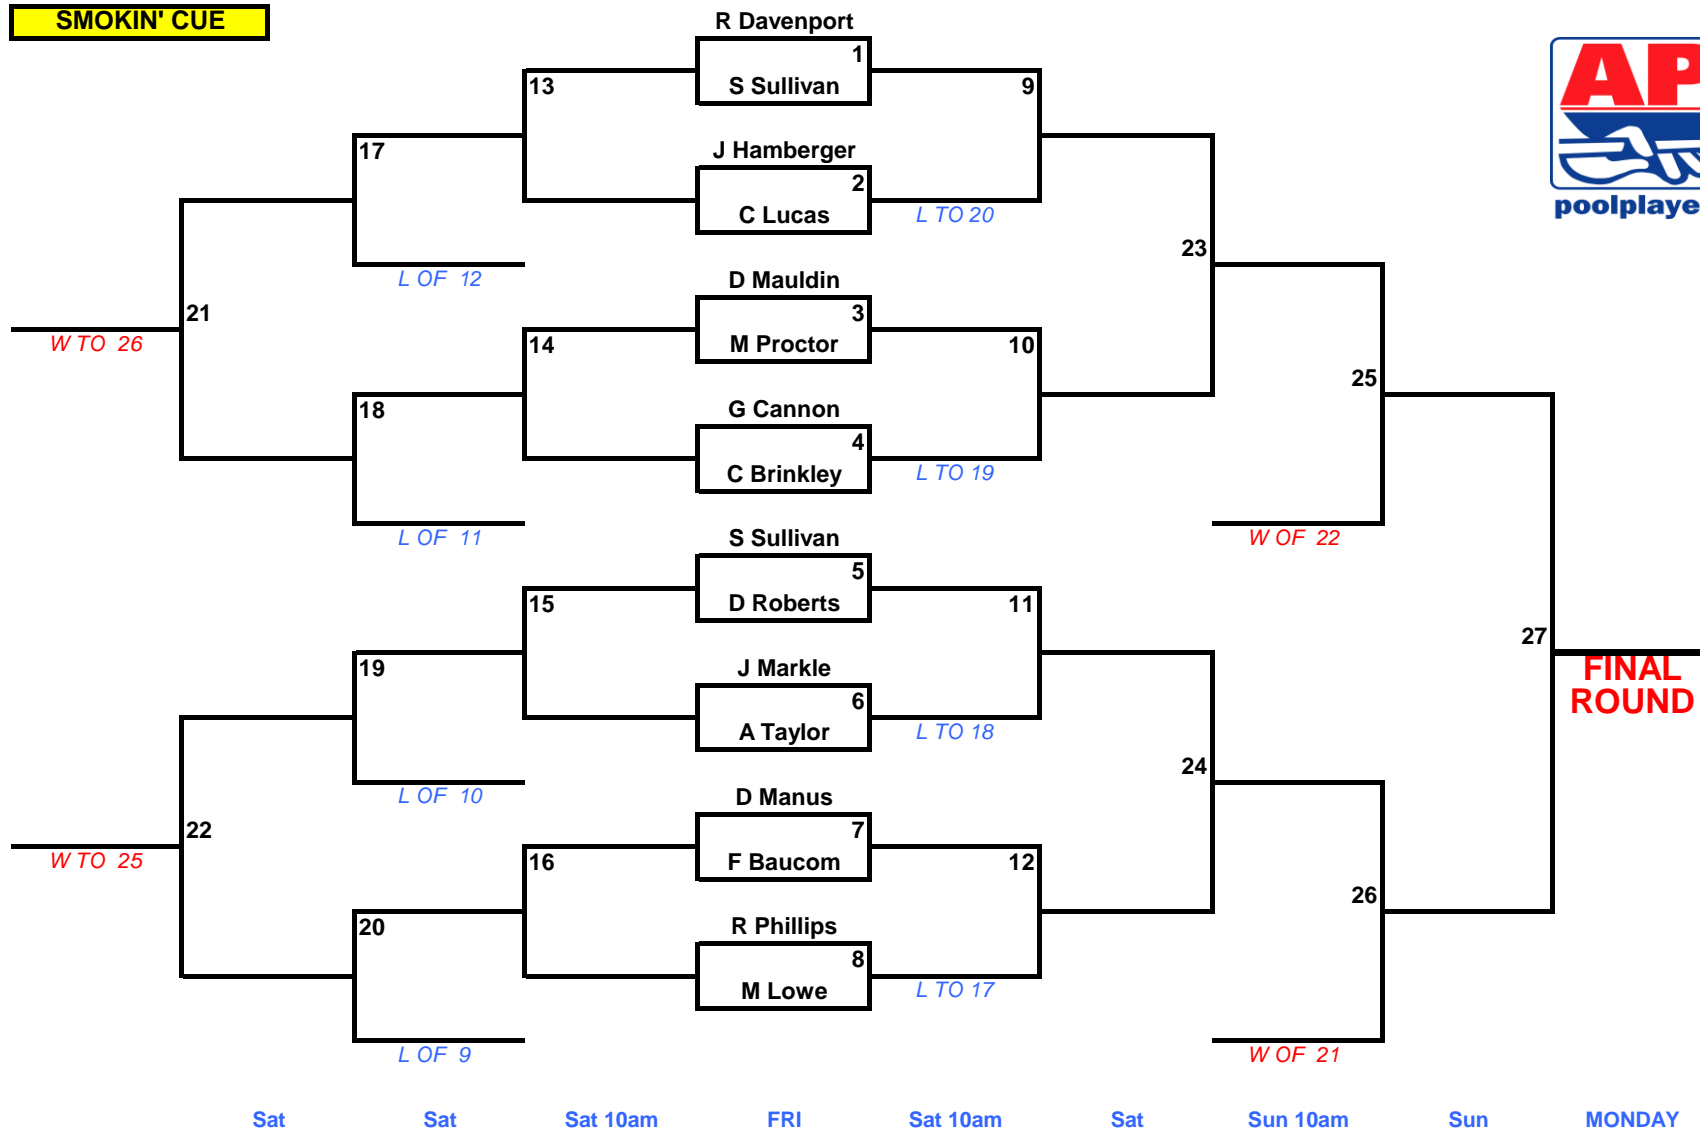 SMOKIN' CUE
R Davenport
1
S Sullivan
13
9
J Hamberger
2
C Lucas
L TO 20
17
L OF 12
D Mauldin
3
M Proctor
21
W TO 26
14
10
23
G Cannon
4
C Brinkley
L TO 19
18
25
L OF 11
W OF 22
S Sullivan
5
D Roberts
15
11
J Markle
6
A Taylor
L TO 18
19
27
FINAL
ROUND
L OF 10
D Manus
7
F Baucom
22
W TO 25
16
12
24
R Phillips
8
M Lowe
L TO 17
20
26
L OF 9
W OF 21
Sat Sat Sat 10am FRI Sat 10am Sat Sun 10am Sun MONDAY
AP
poolplaye